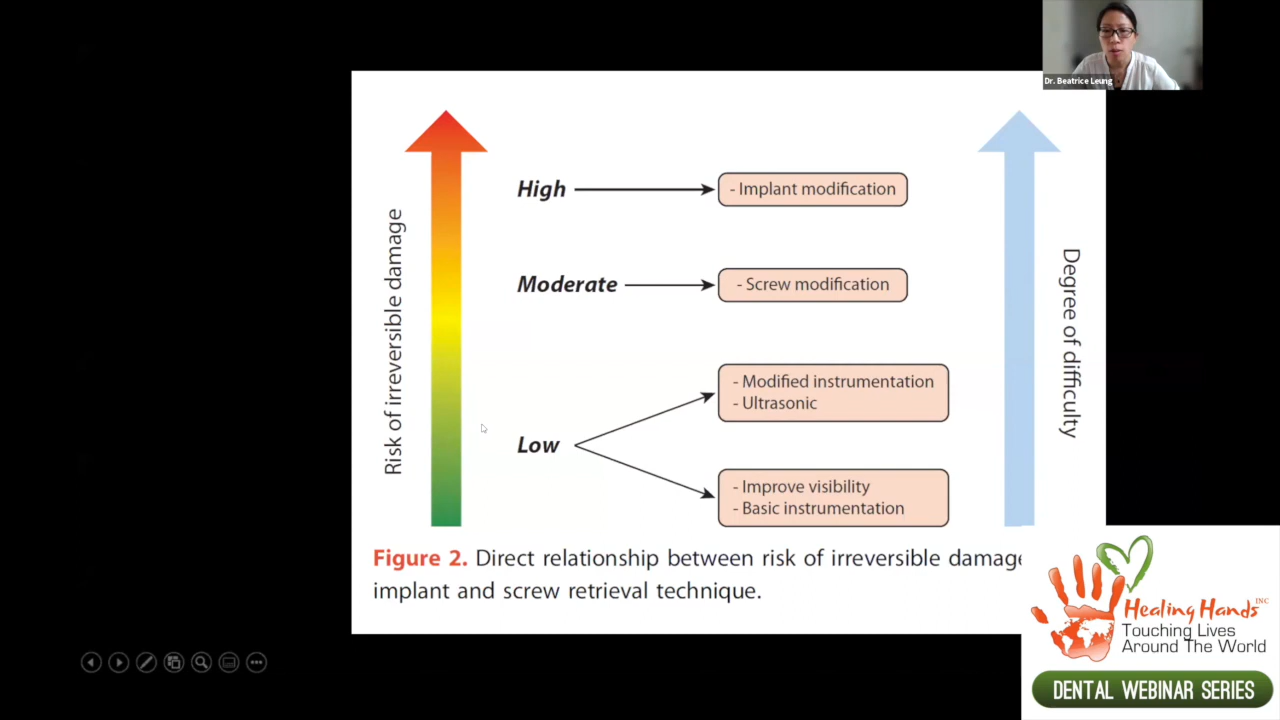 Dr. Beatrice Leung
Risk of irreversible damage
High
- Implant modification
Moderate
- Screw modification
Low
- Modified instrumentation
- Ultrasonic
- Improve visibility
- Basic instrumentation
Degree of difficulty
Figure 2. Direct relationship between risk of irreversible damage
implant and screw retrieval technique.
Healing Hands INC
Touching Lives
Around The World
DENTAL WEBINAR SERIES